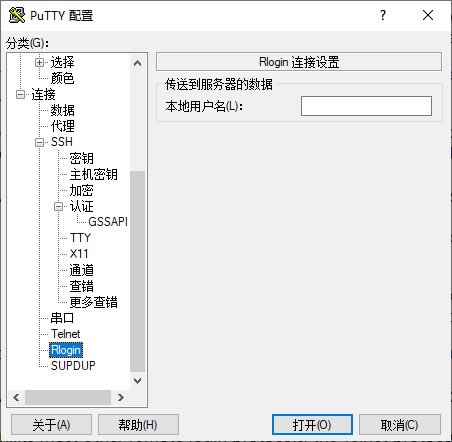 PuTTY 配置
?
分类(G):
选择
颜色
连接
数据
代理
SSH
密钥
主机密钥
加密
认证
GSSAPI
TTY
X11
通道
查错
更多查错
串口
Telnet
Rlogin
SUPDUP
Rlogin 连接设置
传送到服务器的数据
本地用户名(L):
关于(A)
帮助(H)
打开(O)
取消(C)